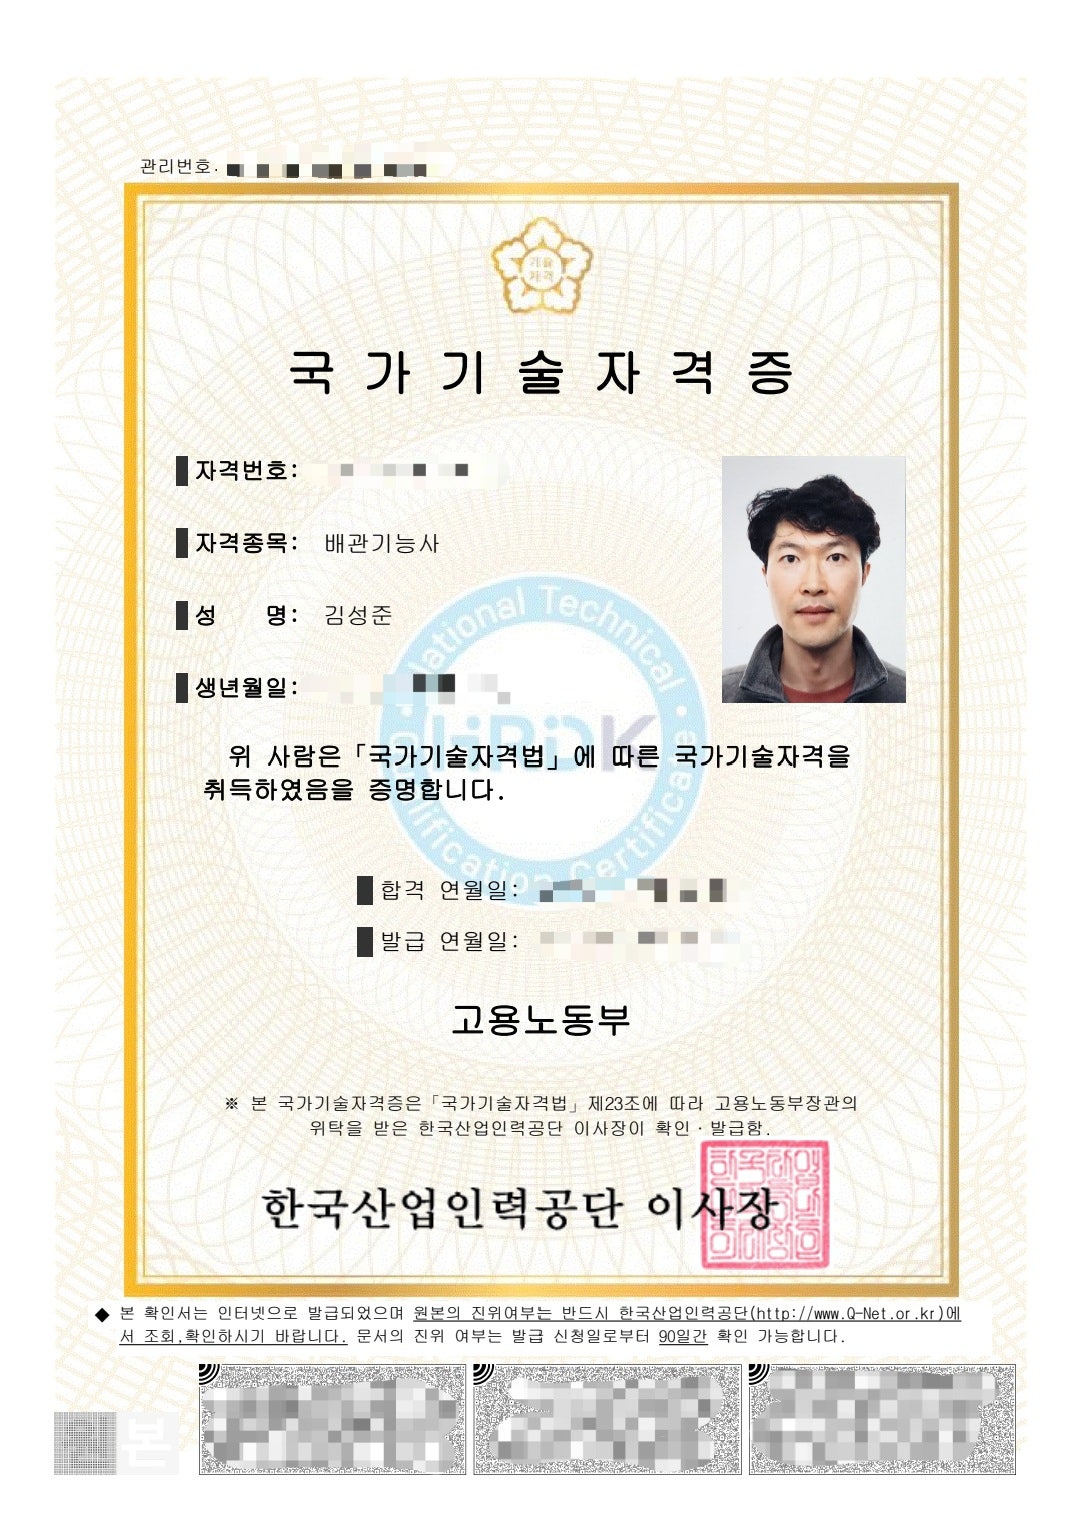 관리번호.
기술
자격
국가기술자격증
자격번호:
자격종목: 배관기능사
성 명: 김성준
생년월일:
National Technical
Qualification Certificate
HRDK
위 사람은「국가기술자격법」에 따른 국가기술자격을
취득하였음을 증명합니다.
합격 연월일:
발급 연월일:
고용노동부
※ 본 국가기술자격증은「국가기술자격법」제23조에 따라 고용노동부장관의
위탁을 받은 한국산업인력공단 이사장이 확인·발급함.
한국산업인력공단 이사장
◆ 본 확인서는 인터넷으로 발급되었으며 원본의 진위여부는 반드시 한국산업인력공단(http://www.Q-Net.or.kr)에
서 조회,확인하시기 바랍니다. 문서의 진위 여부는 발급 신청일로부터 90일간 확인 가능합니다.
본